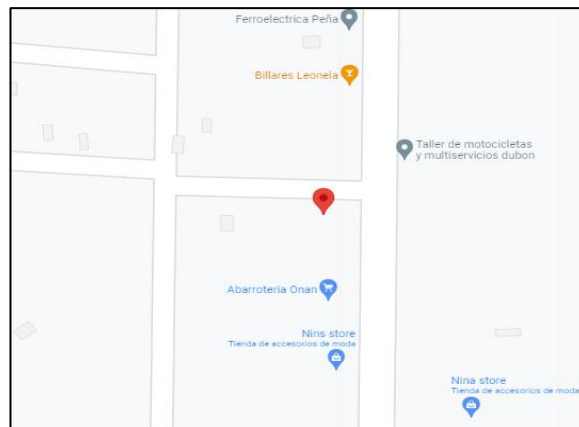 Ferroelectrica Peña
Billares Leonela
Taller de motocicletas
y multiservicios dubon
Abarroteria Onan
Nins store
Tienda de accesorios de moda
Nina store
Tienda de accesorios de moda